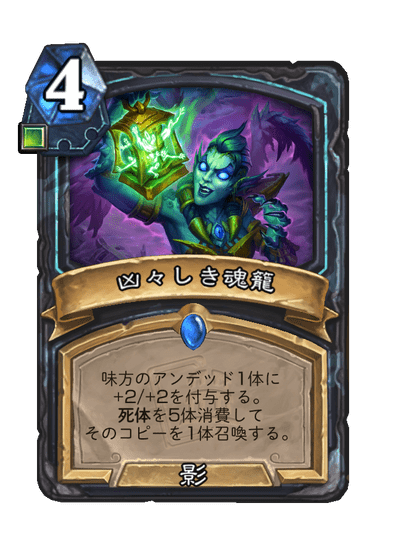 4
凶々しき魂籠
味方のアンデッド1体に
+2/+2を付与する。
死体を5体消費して
そのコピーを1体召喚する。
影